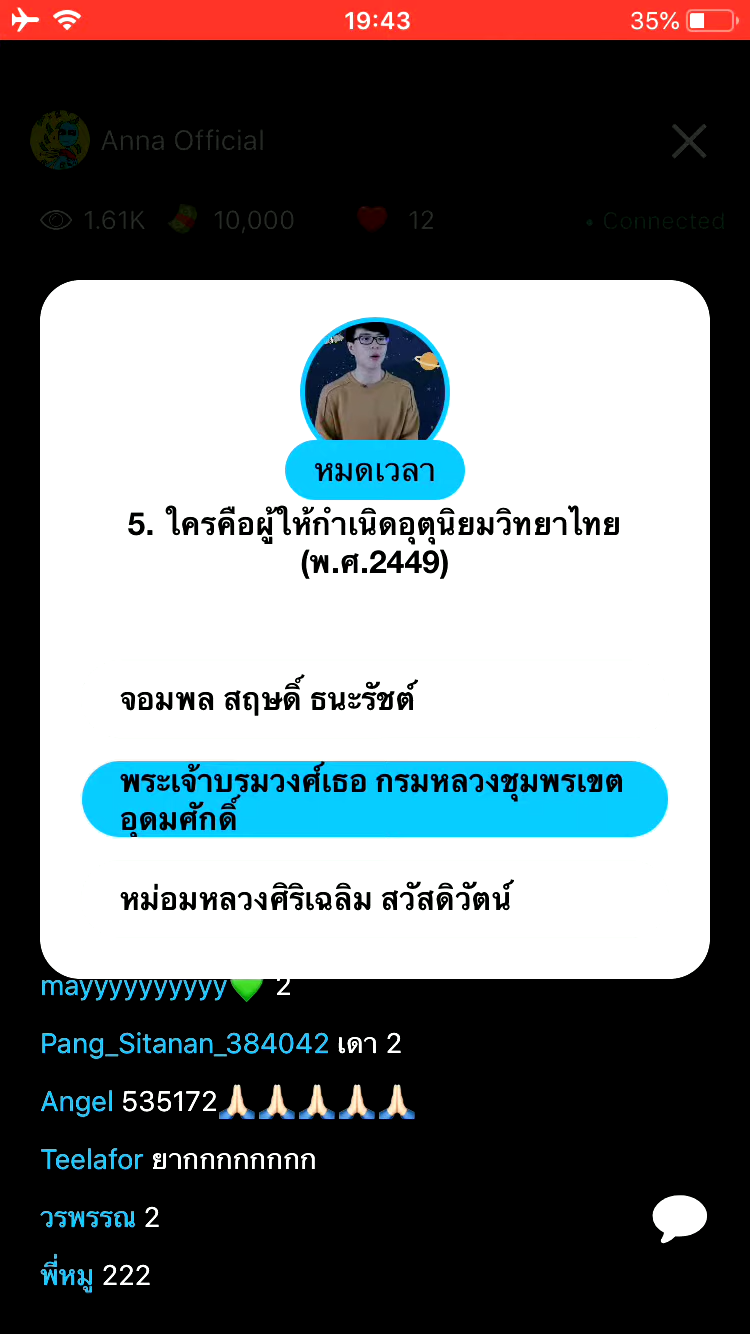 19:43
35%
Anna Official
1.61K
10,000
12
• Connected
หมดเวลา
5. ใครคือผู้ให้กำเนิดอุตุนิยมวิทยาไทย
(พ.ศ.2449)
จอมพล สฤษดิ์ ธนะรัชต์
พระเจ้าบรมวงศ์เธอ กรมหลวงชุมพรเขต
อุดมศักดิ์
หม่อมหลวงศิริเฉลิม สวัสดิวัตน์
mayyyyyyyyyy💚 2
Pang_Sitanan_384042 เดา 2
Angel 535172🙏🏻🙏🏻🙏🏻🙏🏻🙏🏻
Teelafor ยากกกกกกกก
วรพรรณ 2
พี่หมู 222